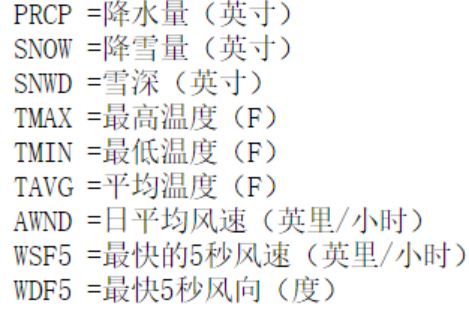 PRCP =降水量（英寸）
SNOW =降雪量（英寸）
SNWD =雪深（英寸）
TMAX =最高温度（F）
TMIN =最低温度（F）
TAVG =平均温度（F）
AWND =日平均风速（英里/小时）
WSF5 =最快的5秒风速（英里/小时）
WDF5 =最快5秒风向（度）